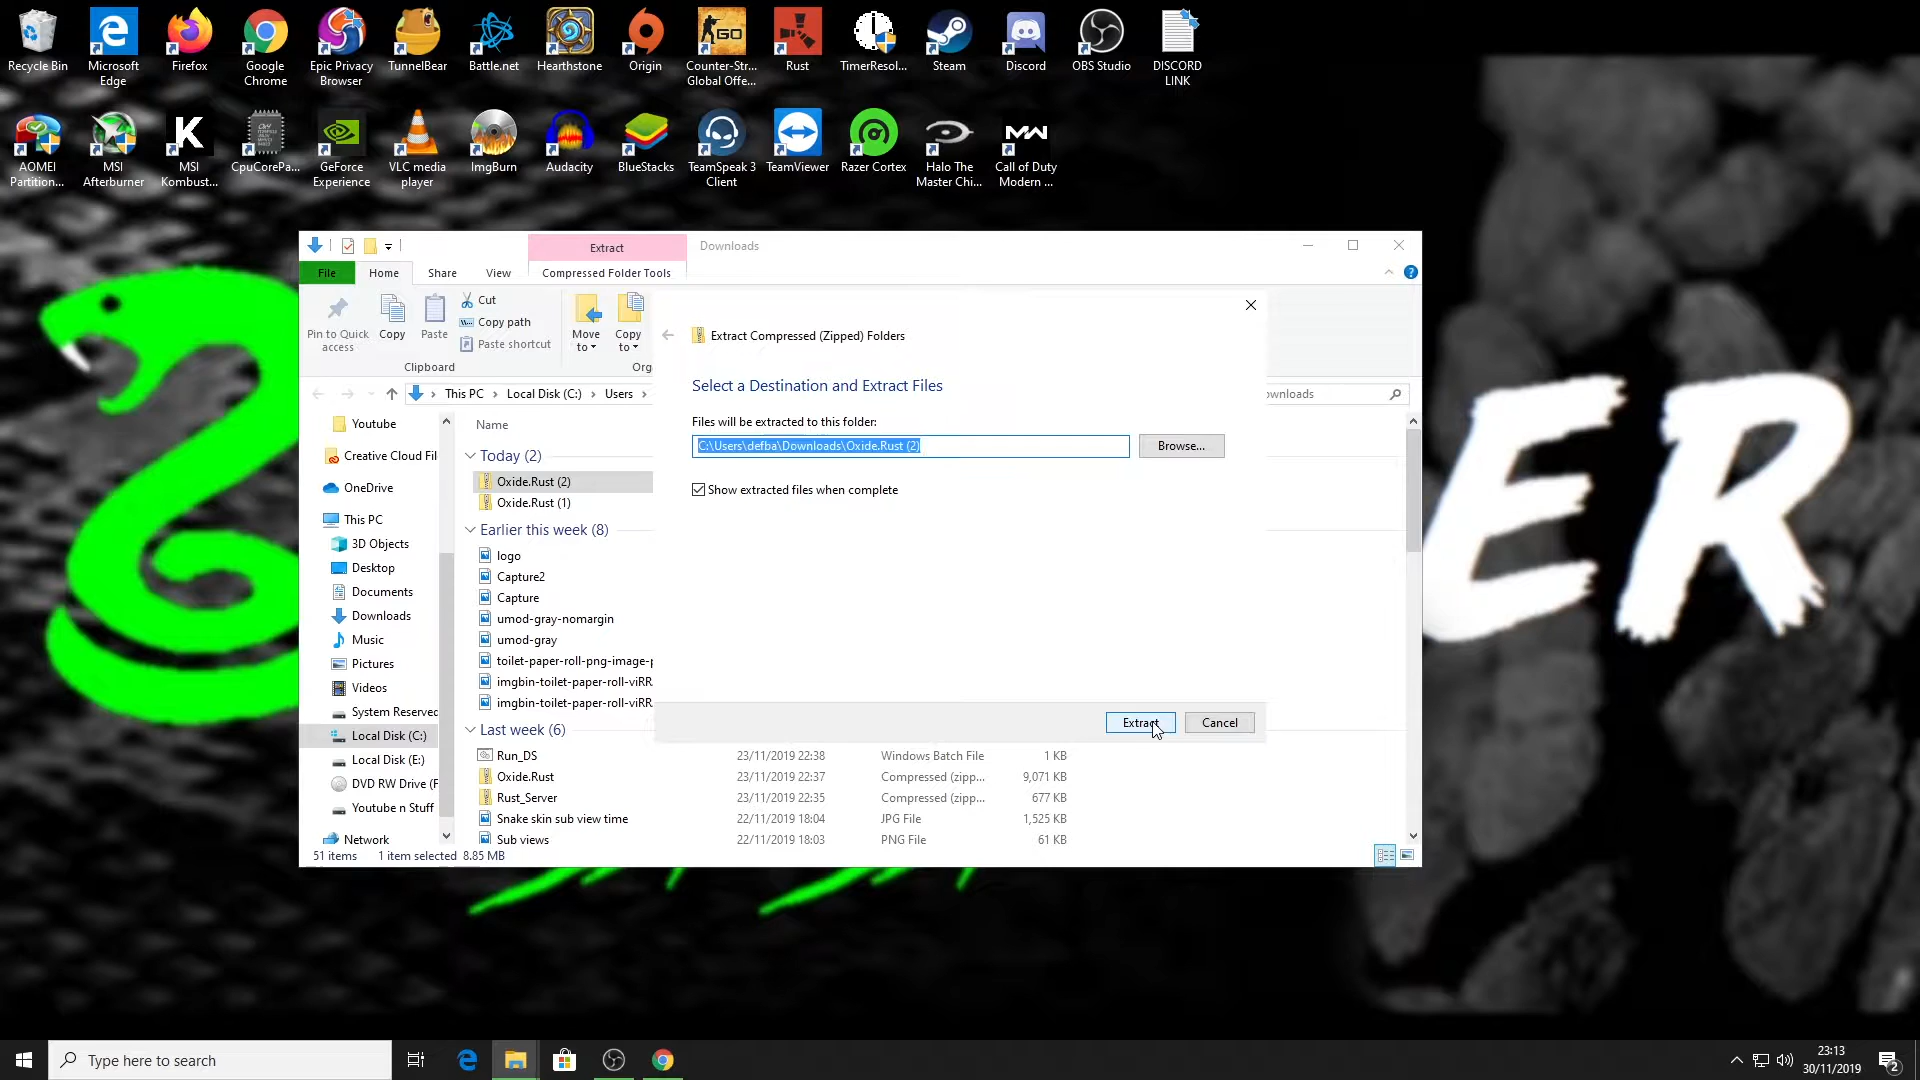 Recycle Bin
Microsoft Edge
Firefox
Google Chrome
Epic Privacy Browser
TunnelBear
Battle.net
Hearthstone
Origin
Counter-Str... Global Offe...
Rust
TimerResol...
Steam
Discord
OBS Studio
DISCORD LINK
AOMEI Partition...
MSI Afterburner
MSI Kombust...
CpuCorePa...
GeForce Experience
VLC media player
ImgBurn
Audacity
BlueStacks
TeamSpeak 3 Client
TeamViewer
Razer Cortex
Halo The Master Chi...
Call of Duty Modern ...
Extract
Downloads
File
Home
Share
View
Compressed Folder Tools
Pin to Quick access
Copy
Paste
Cut
Copy path
Paste shortcut
Move to
Copy to
Clipboard
Org
This PC
Local Disk (C:)
Users
ownloads
Youtube
Creative Cloud Fil
OneDrive
This PC
3D Objects
Desktop
Documents
Downloads
Music
Pictures
Videos
System Reserved
Local Disk (C:)
Local Disk (E:)
DVD RW Drive (F
Youtube n Stuff
Network
Name
Today (2)
Oxide.Rust (2)
Oxide.Rust (1)
Earlier this week (8)
logo
Capture2
Capture
umod-gray-nomargin
umod-gray
toilet-paper-roll-png-image-p
imgbin-toilet-paper-roll-viRR
imgbin-toilet-paper-roll-viRR
Last week (6)
Run_DS 23/11/2019 22:38 Windows Batch File 1 KB
Oxide.Rust 23/11/2019 22:37 Compressed (zipp... 9,071 KB
Rust_Server 23/11/2019 22:35 Compressed (zipp... 677 KB
Snake skin sub view time 22/11/2019 18:04 JPG File 1,525 KB
Sub views 22/11/2019 18:03 PNG File 61 KB
51 items 1 item selected 8.85 MB
Extract Compressed (Zipped) Folders
Select a Destination and Extract Files
Files will be extracted to this folder:
C:\Users\defba\Downloads\Oxide.Rust (2)
Browse...
Show extracted files when complete
Extract
Cancel
ER
Type here to search
23:13
30/11/2019
2